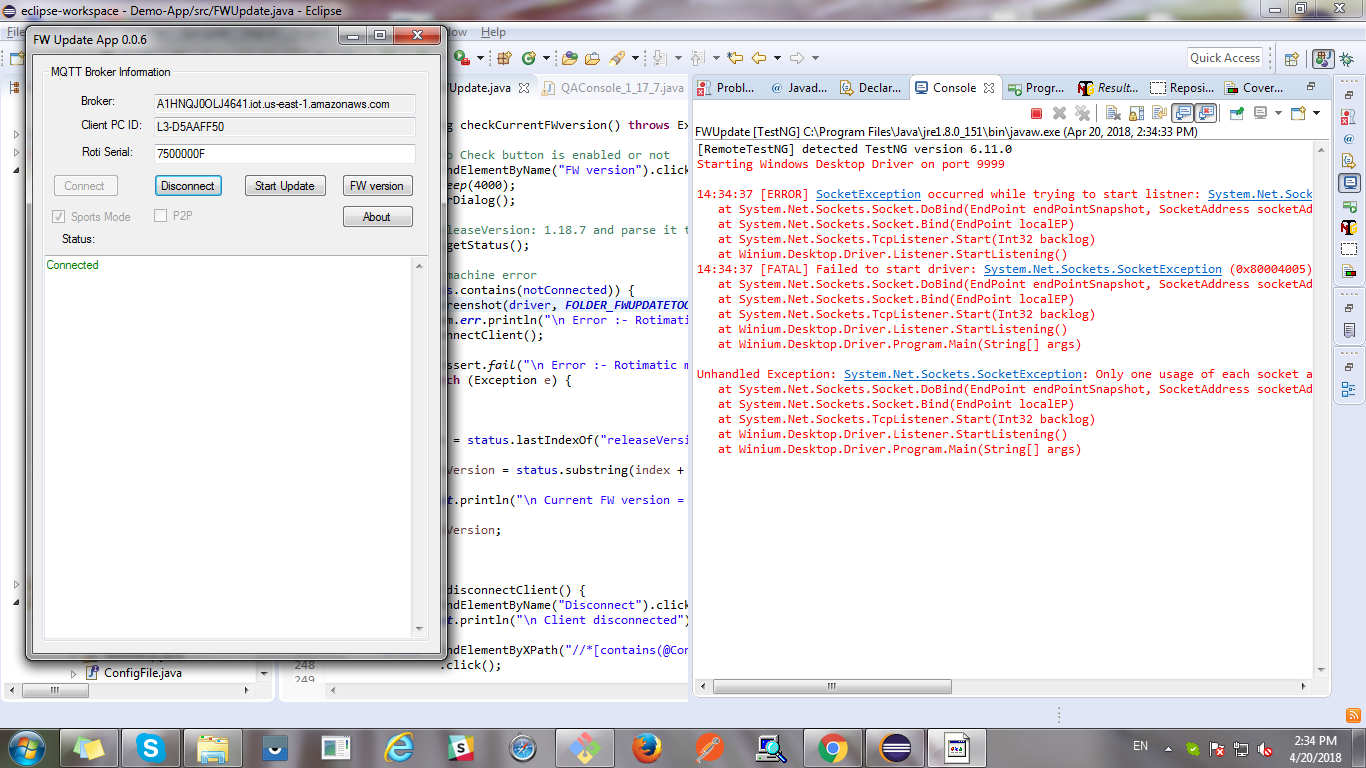 eclipse-workspace - Demo-App/src/FWUpdate.java - Eclipse
Help
Quick Access
FW Update App 0.0.6
MQTT Broker Information
Broker: A1HNQJ0OLJ4641.iot.us-east-1.amazonaws.com
Client PC ID: L3-D5AAFF50
Roti Serial: 7500000F
Connect Disconnect Start Update FW version
Sports Mode P2P About
Status:
Connected
ConfigFile.java
Update.java QAConsole_1_17_7.java
g checkCurrentFWversion() throws Ex
o Check button is enabled or not
ndElementByName("FW version").click
eep(4000);
rDialog();
leaseVersion: 1.18.7 and parse it t
getStatus();
machine error
s.contains(notConnected)) {
reenshot(driver, FOLDER_FWUPDATETOO
m.err.println("\n Error :- Rotimati
nnectClient();
ssert.fail("\n Error :- Rotimatic m
ch (Exception e) {
= status.lastIndexOf("releaseVersi
Version = status.substring(index +
t.println("\n Current FW version =
Version;
disconnectClient() {
ndElementByName("Disconnect").click
t.println("\n Client disconnected")
ndElementByXPath("//*[contains(@Con
248 .click();
249
Probl... Javad... Declar... Console Progr... Result... Reposi... Cover...
FWUpdate [TestNG] C:\Program Files\Java\jre1.8.0_151\bin\javaw.exe (Apr 20, 2018, 2:34:33 PM)
[RemoteTestNG] detected TestNG version 6.11.0
Starting Windows Desktop Driver on port 9999
14:34:37 [ERROR] SocketException occurred while trying to start listner: System.Net.Sock
at System.Net.Sockets.Socket.DoBind(EndPoint endPointSnapshot, SocketAddress socketAd
at System.Net.Sockets.Socket.Bind(EndPoint localEP)
at System.Net.Sockets.TcpListener.Start(Int32 backlog)
at Winium.Desktop.Driver.Listener.StartListening()
14:34:37 [FATAL] Failed to start driver: System.Net.Sockets.SocketException (0x80004005)
at System.Net.Sockets.Socket.DoBind(EndPoint endPointSnapshot, SocketAddress socketAd
at System.Net.Sockets.Socket.Bind(EndPoint localEP)
at System.Net.Sockets.TcpListener.Start(Int32 backlog)
at Winium.Desktop.Driver.Listener.StartListening()
at Winium.Desktop.Driver.Program.Main(String[] args)
Unhandled Exception: System.Net.Sockets.SocketException: Only one usage of each socket a
at System.Net.Sockets.Socket.DoBind(EndPoint endPointSnapshot, SocketAddress socketAd
at System.Net.Sockets.Socket.Bind(EndPoint localEP)
at System.Net.Sockets.TcpListener.Start(Int32 backlog)
at Winium.Desktop.Driver.Listener.StartListening()
at Winium.Desktop.Driver.Program.Main(String[] args)
EN
2:34 PM
4/20/2018